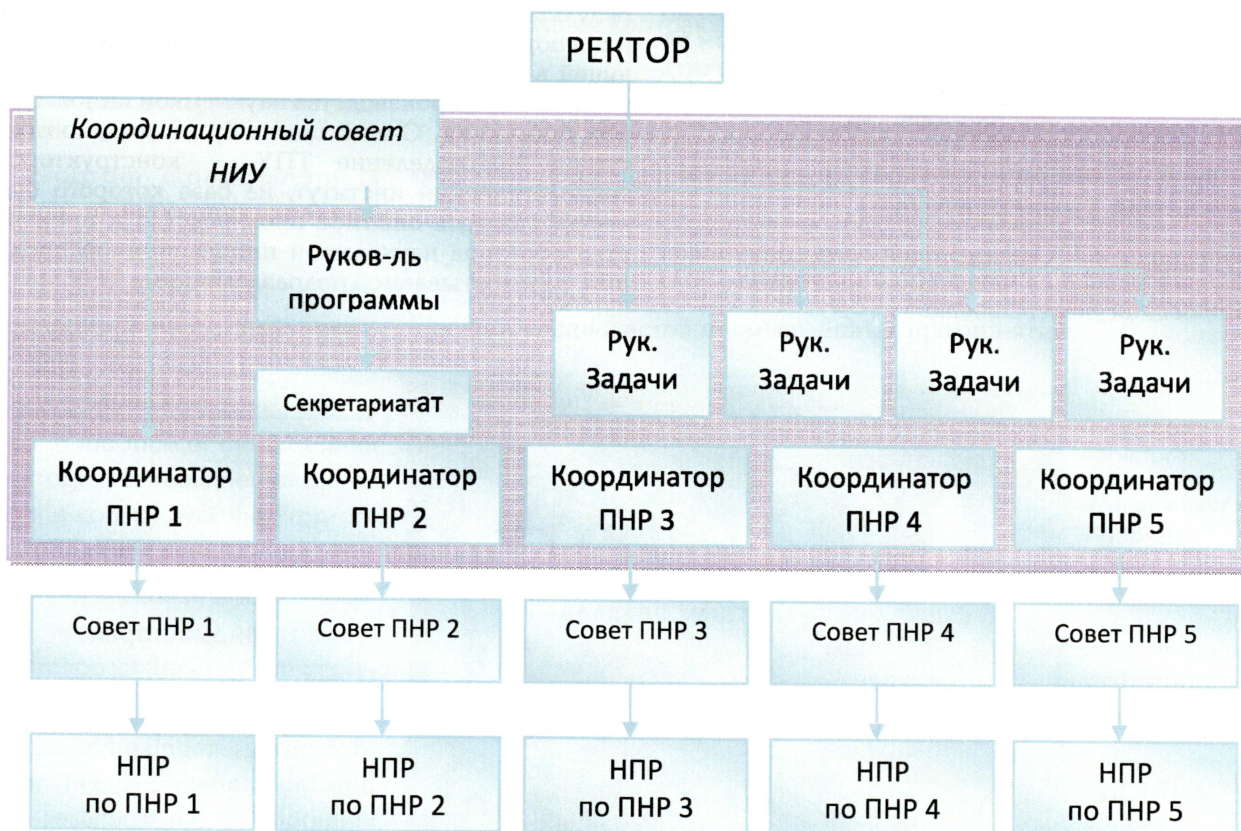 РЕКТОР
Координационный совет
НИУ
Руков-ль
программы
Секретариатат
Рук.
Задачи
Рук.
Задачи
Рук.
Задачи
Рук.
Задачи
Координатор
ПНР 1
Координатор
ПНР 2
Координатор
ПНР 3
Координатор
ПНР 4
Координатор
ПНР 5
Совет ПНР 1
Совет ПНР 2
Совет ПНР 3
Совет ПНР 4
Совет ПНР 5
НПР
по ПНР 1
НПР
по ПНР 2
НПР
по ПНР 3
НПР
по ПНР 4
НПР
по ПНР 5